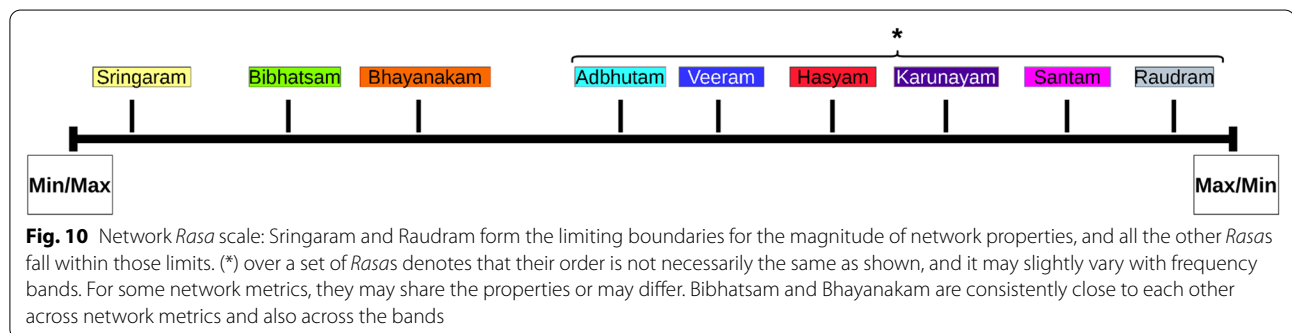 *
Sringaram Bibhatsam Bhayanakam Adbhutam Veeram Hasyam Karunayam Santam Raudram
Min/Max Max/Min
Fig. 10 Network Rasa scale: Sringaram and Raudram form the limiting boundaries for the magnitude of network properties, and all the other Rasas
fall within those limits. (*) over a set of Rasas denotes that their order is not necessarily the same as shown, and it may slightly vary with frequency
bands. For some network metrics, they may share the properties or may differ. Bibhatsam and Bhayanakam are consistently close to each other
across network metrics and also across the bands